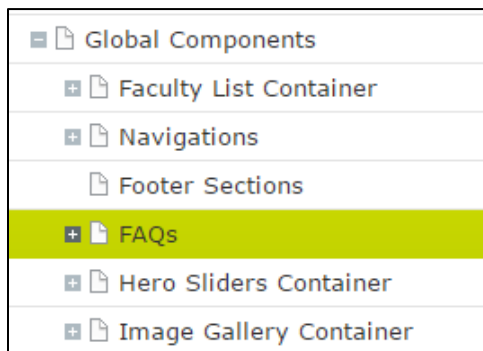 Global Components
Faculty List Container
Navigations
Footer Sections
FAQs
Hero Sliders Container
Image Gallery Container